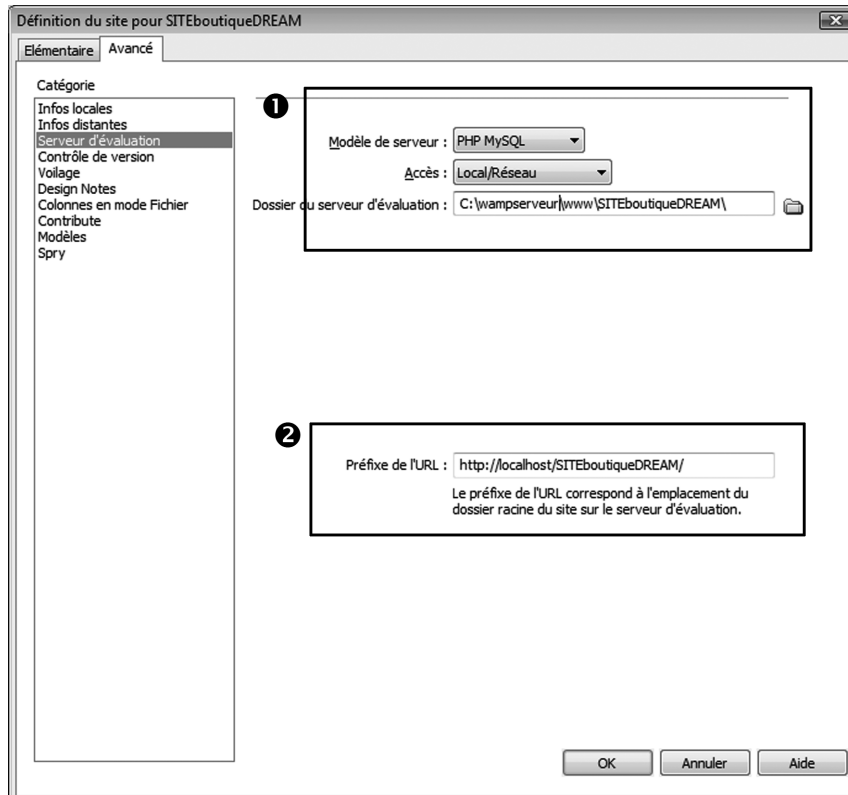 Définition du site pour SITEboutiqueDREAM
Elémentaire Avancé
Catégorie
Infos locales
Infos distantes
Serveur d'évaluation
Contrôle de version
Voilage
Design Notes
Colonnes en mode Fichier
Contribute
Modèles
Spry
❶
Modèle de serveur : PHP MySQL
Accès : Local/Réseau
Dossier du serveur d'évaluation : C:\wampserveur\www\SITEboutiqueDREAM\
❷
Préfixe de l'URL : http://localhost/SITEboutiqueDREAM/
Le préfixe de l'URL correspond à l'emplacement du
dossier racine du site sur le serveur d'évaluation.
OK Annuler Aide